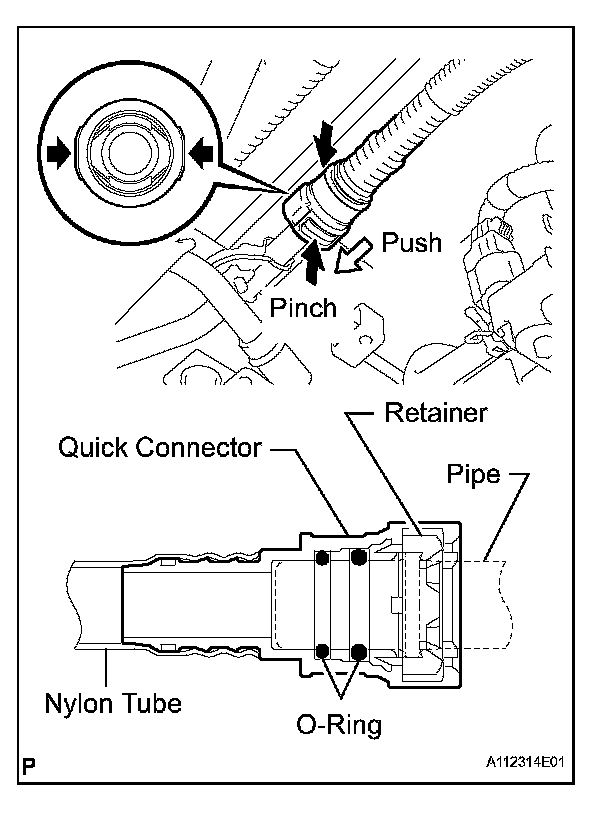 Push
Pinch
Retainer
Quick Connector
Pipe
Nylon Tube
O-Ring
P
A112314E01